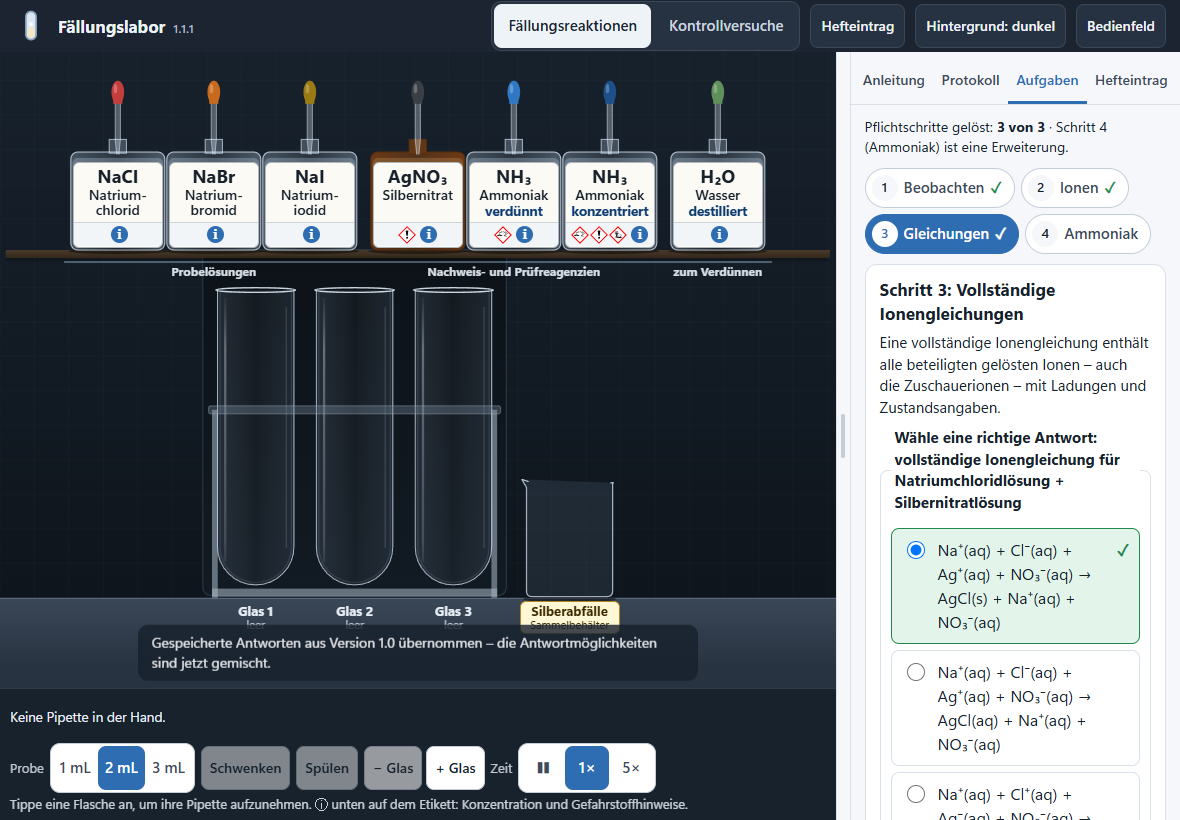 Fällungslabor 1.1.1
Fällungsreaktionen
Kontrollversuche
Hefteintrag
Hintergrund: dunkel
Bedienfeld
NaCl
Natrium-
chlorid
NaBr
Natrium-
bromid
NaI
Natrium-
iodid
AgNO₃
Silbernitrat
NH₃
Ammoniak
verdünnt
NH₃
Ammoniak
konzentriert
H₂O
Wasser
destilliert
Probelösungen
Nachweis- und Prüfreagenzien
zum Verdünnen
Glas 1
leer
Glas 2
leer
Glas 3
leer
Silberabfälle
Sammelbehälter
Gespeicherte Antworten aus Version 1.0 übernommen – die Antwortmöglichkeiten
sind jetzt gemischt.
Keine Pipette in der Hand.
Probe 1 mL 2 mL 3 mL Schwenken Spülen − Glas + Glas Zeit 1× 5×
Tippe eine Flasche an, um ihre Pipette aufzunehmen. ⓘ unten auf dem Etikett: Konzentration und Gefahrstoffhinweise.
Anleitung Protokoll Aufgaben Hefteintrag
Pflichtschritte gelöst: 3 von 3 · Schritt 4
(Ammoniak) ist eine Erweiterung.
1 Beobachten ✓
2 Ionen ✓
3 Gleichungen ✓
4 Ammoniak
Schritt 3: Vollständige
Ionengleichungen
Eine vollständige Ionengleichung enthält
alle beteiligten gelösten Ionen – auch
die Zuschauerionen – mit Ladungen und
Zustandsangaben.
Wähle eine richtige Antwort:
vollständige Ionengleichung für
Natriumchloridlösung +
Silbernitratlösung
Na⁺(aq) + Cl⁻(aq) + ✓
Ag⁺(aq) + NO₃⁻(aq) →
AgCl(s) + Na⁺(aq) +
NO₃⁻(aq)
Na⁺(aq) + Cl⁻(aq) +
Ag⁺(aq) + NO₃⁻(aq) →
AgCl(aq) + Na⁺(aq) +
NO₃⁻(aq)
Na⁺(aq) + Cl⁺(aq) +
Ag⁻(aq) + NO₃⁻(aq) →